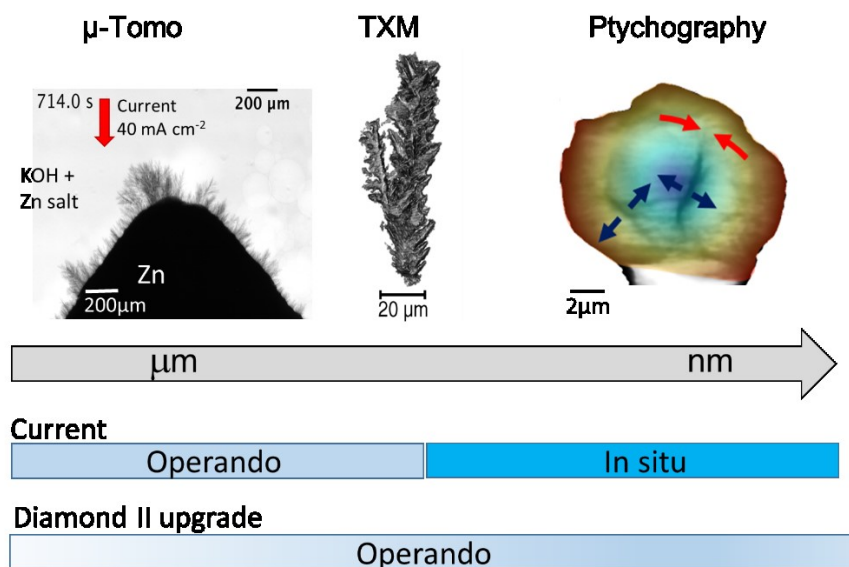 µ-Tomo
TXM
Ptychography
714.0 s
Current
40 mA cm⁻²
200 µm
KOH +
Zn salt
Zn
200µm
20 µm
2µm
µm
nm
Current
Operando
In situ
Diamond II upgrade
Operando